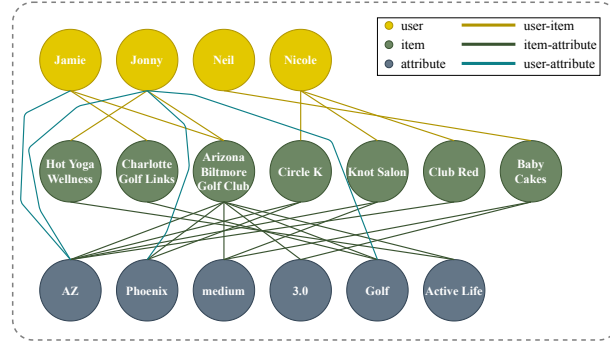 user
user-item
item
item-attribute
attribute
user-attribute
Jamie
Jonny
Neil
Nicole
Hot Yoga
Wellness
Charlotte
Golf Links
Arizona
Biltmore
Golf Club
Circle K
Knot Salon
Club Red
Baby
Cakes
AZ
Phoenix
medium
3.0
Golf
Active Life